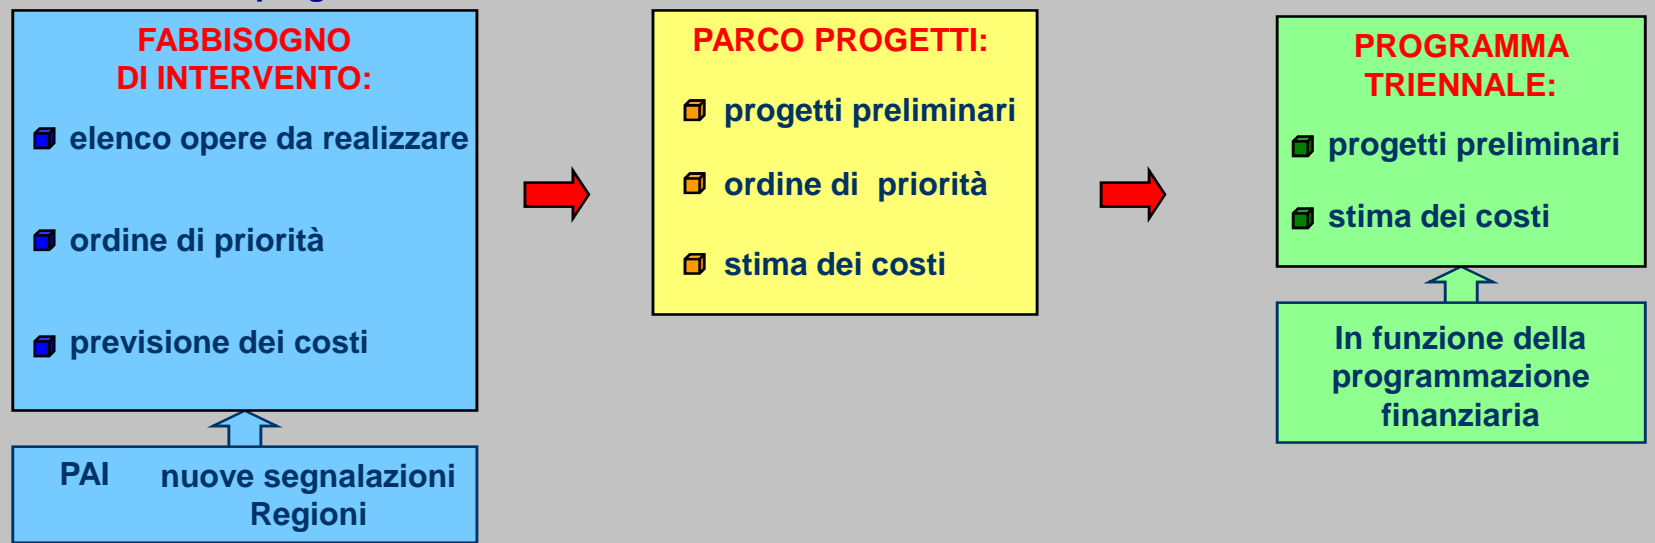 FABBISOGNO
DI INTERVENTO:
elenco opere da realizzare
ordine di priorità
previsione dei costi
PAI nuove segnalazioni
Regioni
PARCO PROGETTI:
progetti preliminari
ordine di priorità
stima dei costi
PROGRAMMA
TRIENNALE:
progetti preliminari
stima dei costi
In funzione della
programmazione
finanziaria